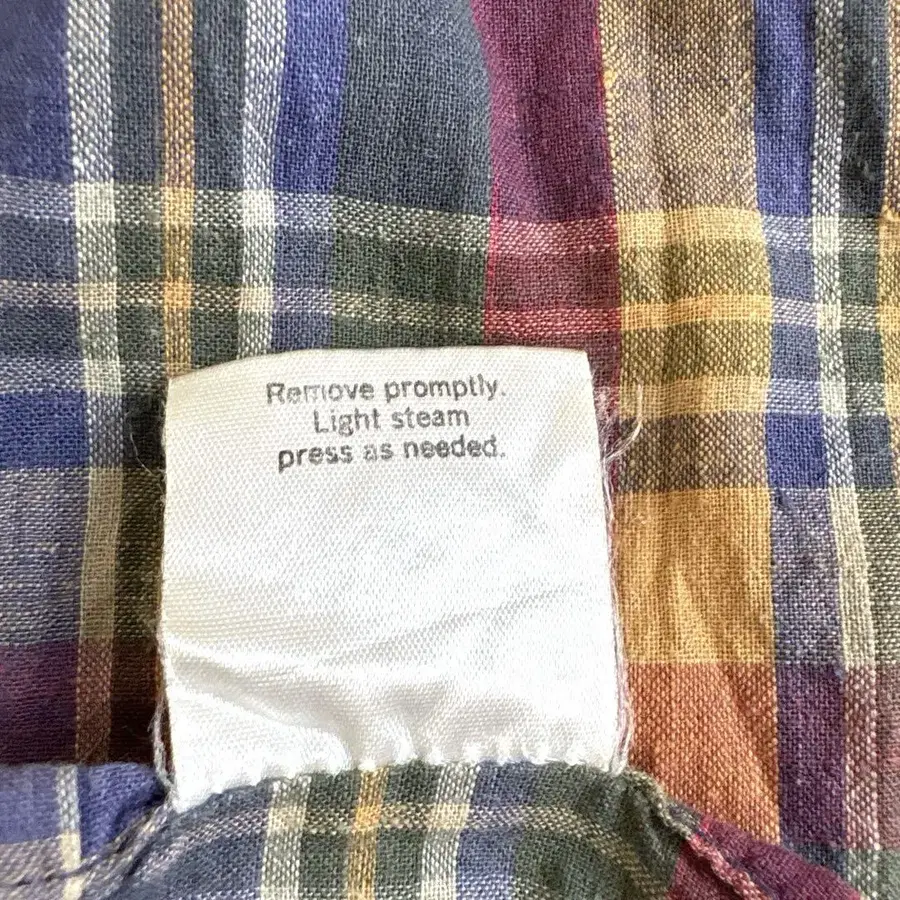 Remove promptly.
Light steam
press as needed.